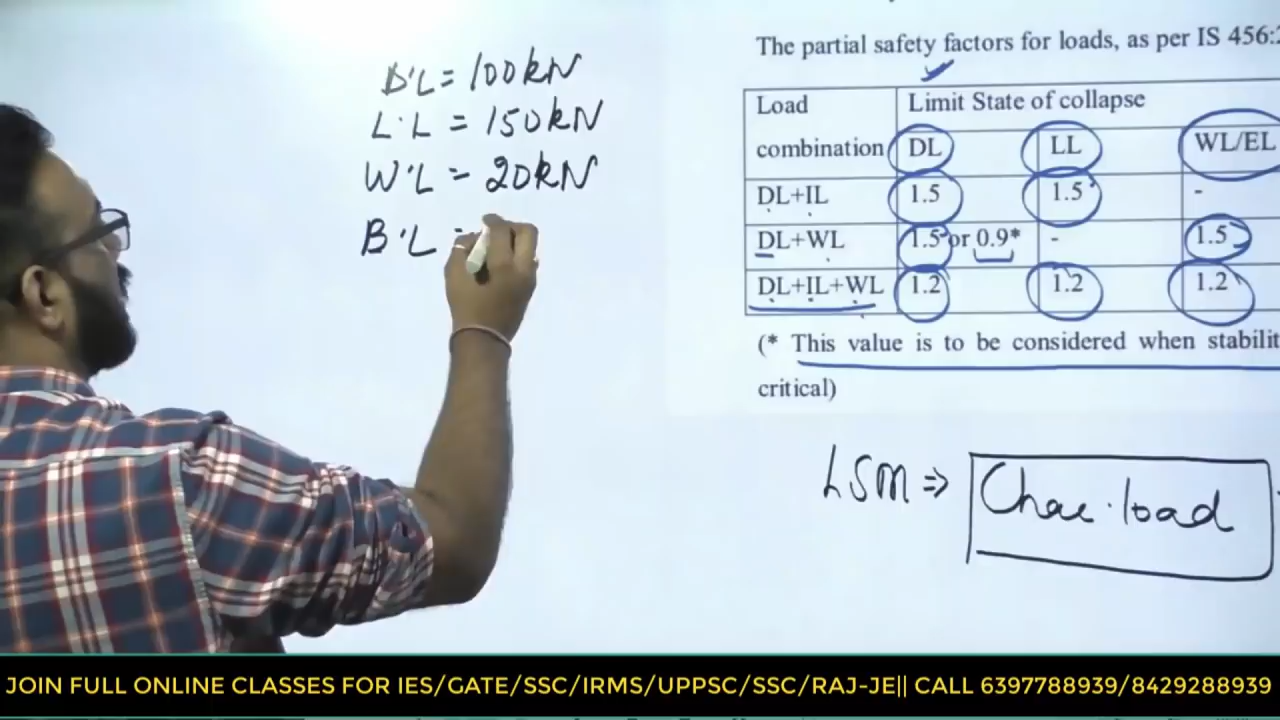 D.L = 100kN
L.L = 150kN
W.L = 20kN
B.L =
The partial safety factors for loads, as per IS 456:
Load combination
Limit State of collapse
DL LL WL/EL
DL+IL 1.5 1.5 -
DL+WL 1.5 or 0.9* - 1.5
DL+IL+WL 1.2 1.2 1.2
(* This value is to be considered when
critical)
LSM ⇒ Chae.load
JOIN FULL ONLINE CLASSES FOR IES/GATE/SSC/IRMS/UPPSC/SSC/RAJ-JE|| CALL 6397788939/8429288939